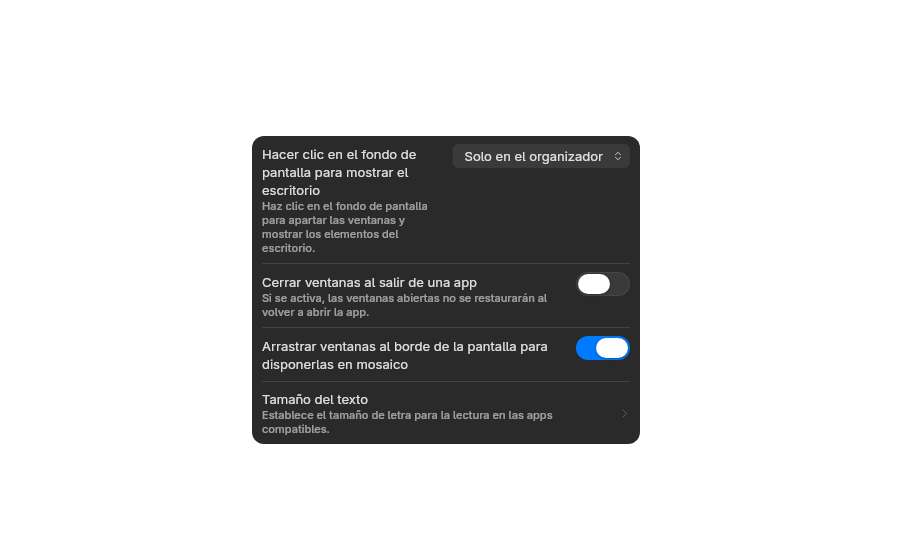 Hacer clic en el fondo de
pantalla para mostrar el
escritorio
Solo en el organizador
Haz clic en el fondo de pantalla
para apartar las ventanas y
mostrar los elementos del
escritorio.
Cerrar ventanas al salir de una app
Si se activa, las ventanas abiertas no se restaurarán al
volver a abrir la app.
Arrastrar ventanas al borde de la pantalla para
disponerlas en mosaico
Tamaño del texto
Establece el tamaño de letra para la lectura en las apps
compatibles.